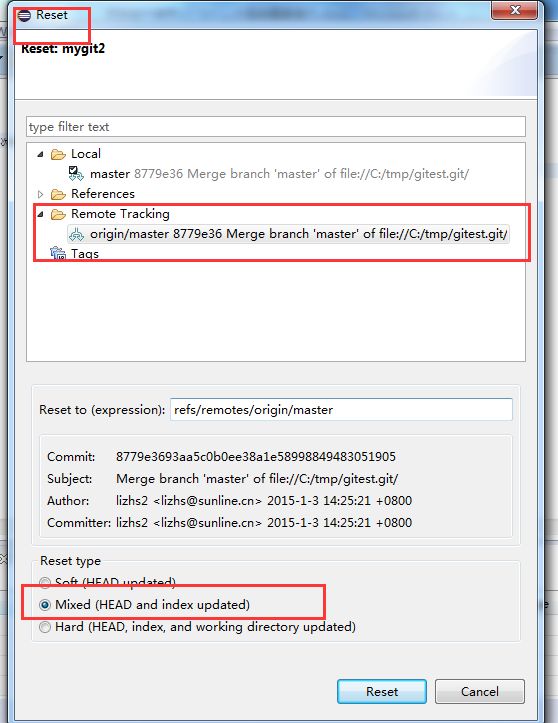 Reset
Reset: mygit2
type filter text
Local
master 8779e36 Merge branch 'master' of file://C:/tmp/gitest.git/
References
Remote Tracking
origin/master 8779e36 Merge branch 'master' of file://C:/tmp/gitest.git/
Tags
Reset to (expression): refs/remotes/origin/master
Commit: 8779e3693aa5c0b0ee38a1e58998849483051905
Subject: Merge branch 'master' of file://C:/tmp/gitest.git/
Author: lizhs2 <lizhs@sunline.cn> 2015-1-3 14:25:21 +0800
Committer: lizhs2 <lizhs@sunline.cn> 2015-1-3 14:25:21 +0800
Reset type
Soft (HEAD updated)
Mixed (HEAD and index updated)
Hard (HEAD, index, and working directory updated)
Reset Cancel